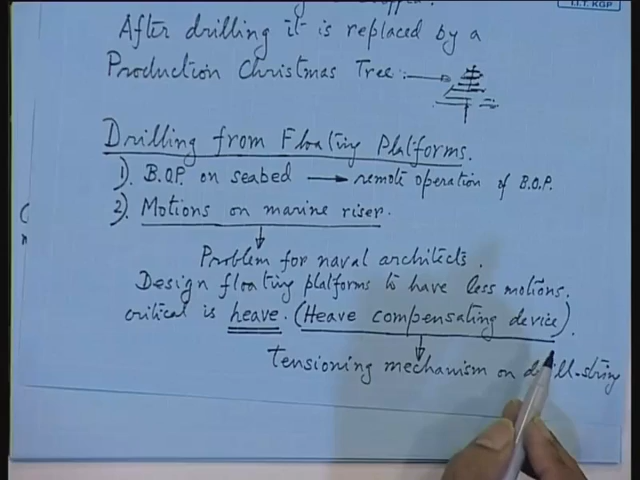 After drilling it is replaced by a
I.I.T. KGP
Production Christmas Tree :
Drilling from Floating Platforms.
1). B.O.P. on seabed → remote operation of B.O.P.
2). Motions on marine riser.
Problem for naval architects.
Design floating platforms to have less motions.
critical is heave. (Heave compensating device).
tensioning mechanism on drill-string